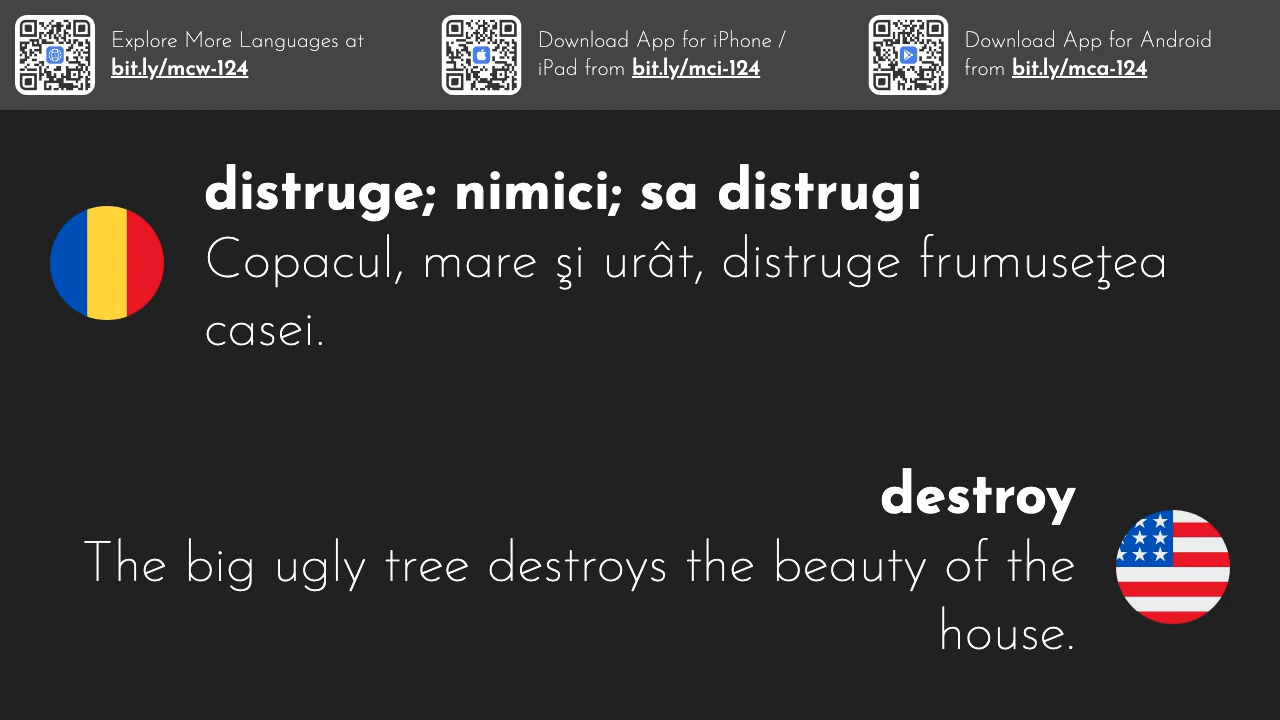 Explore More Languages at
bit.ly/mcw-124
Download App for iPhone /
iPad from bit.ly/mci-124
Download App for Android
from bit.ly/mca-124
distruge; nimici; sa distrugi
Copacul, mare şi urât, distruge frumuseţea
casei.
destroy
The big ugly tree destroys the beauty of the
house.